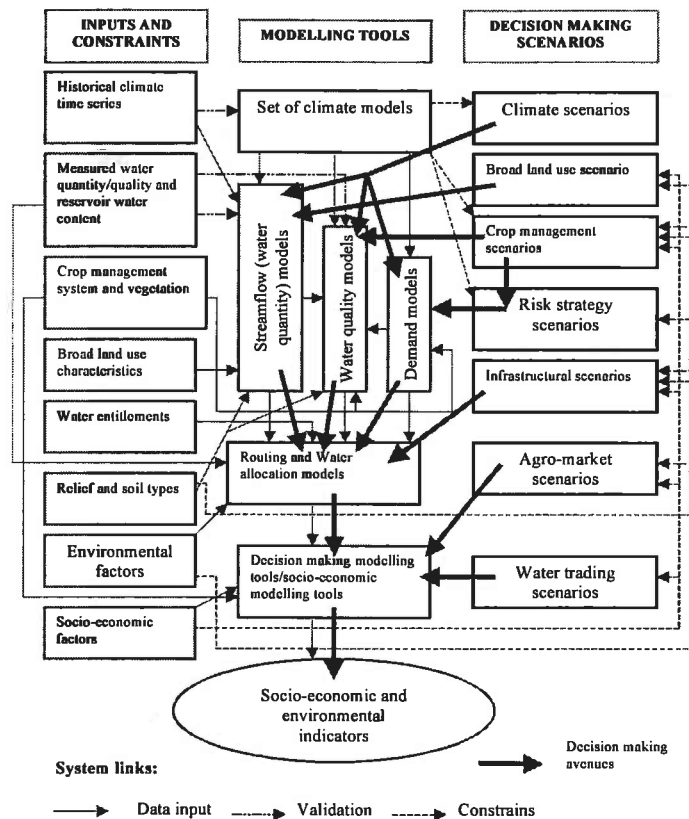 INPUTS AND
CONSTRAINTS
MODELLING TOOLS
DECISION MAKING
SCENARIOS
Historical climate
time series
Measured water
quantity/quality and
reservoir water
content
Crop management
system and vegetation
Broad land use
characteristics
Water entitlements
Relief and soil types
Environmental
factors
Socio-economic
factors
Set of climate models
Streamflow (water
quantity) models
Water quality models
Demand models
Routing and Water
allocation models
Decision making modelling
tools/socio-economic
modelling tools
Socio-economic and
environmental
indicators
Climate scenarios
Broad land use scenario
Crop management
scenarios
Risk strategy
scenarios
Infrastructural scenarios
Agro-market
scenarios
Water trading
scenarios
Decision making
avenues
System links:
Data input
Validation
Constrains